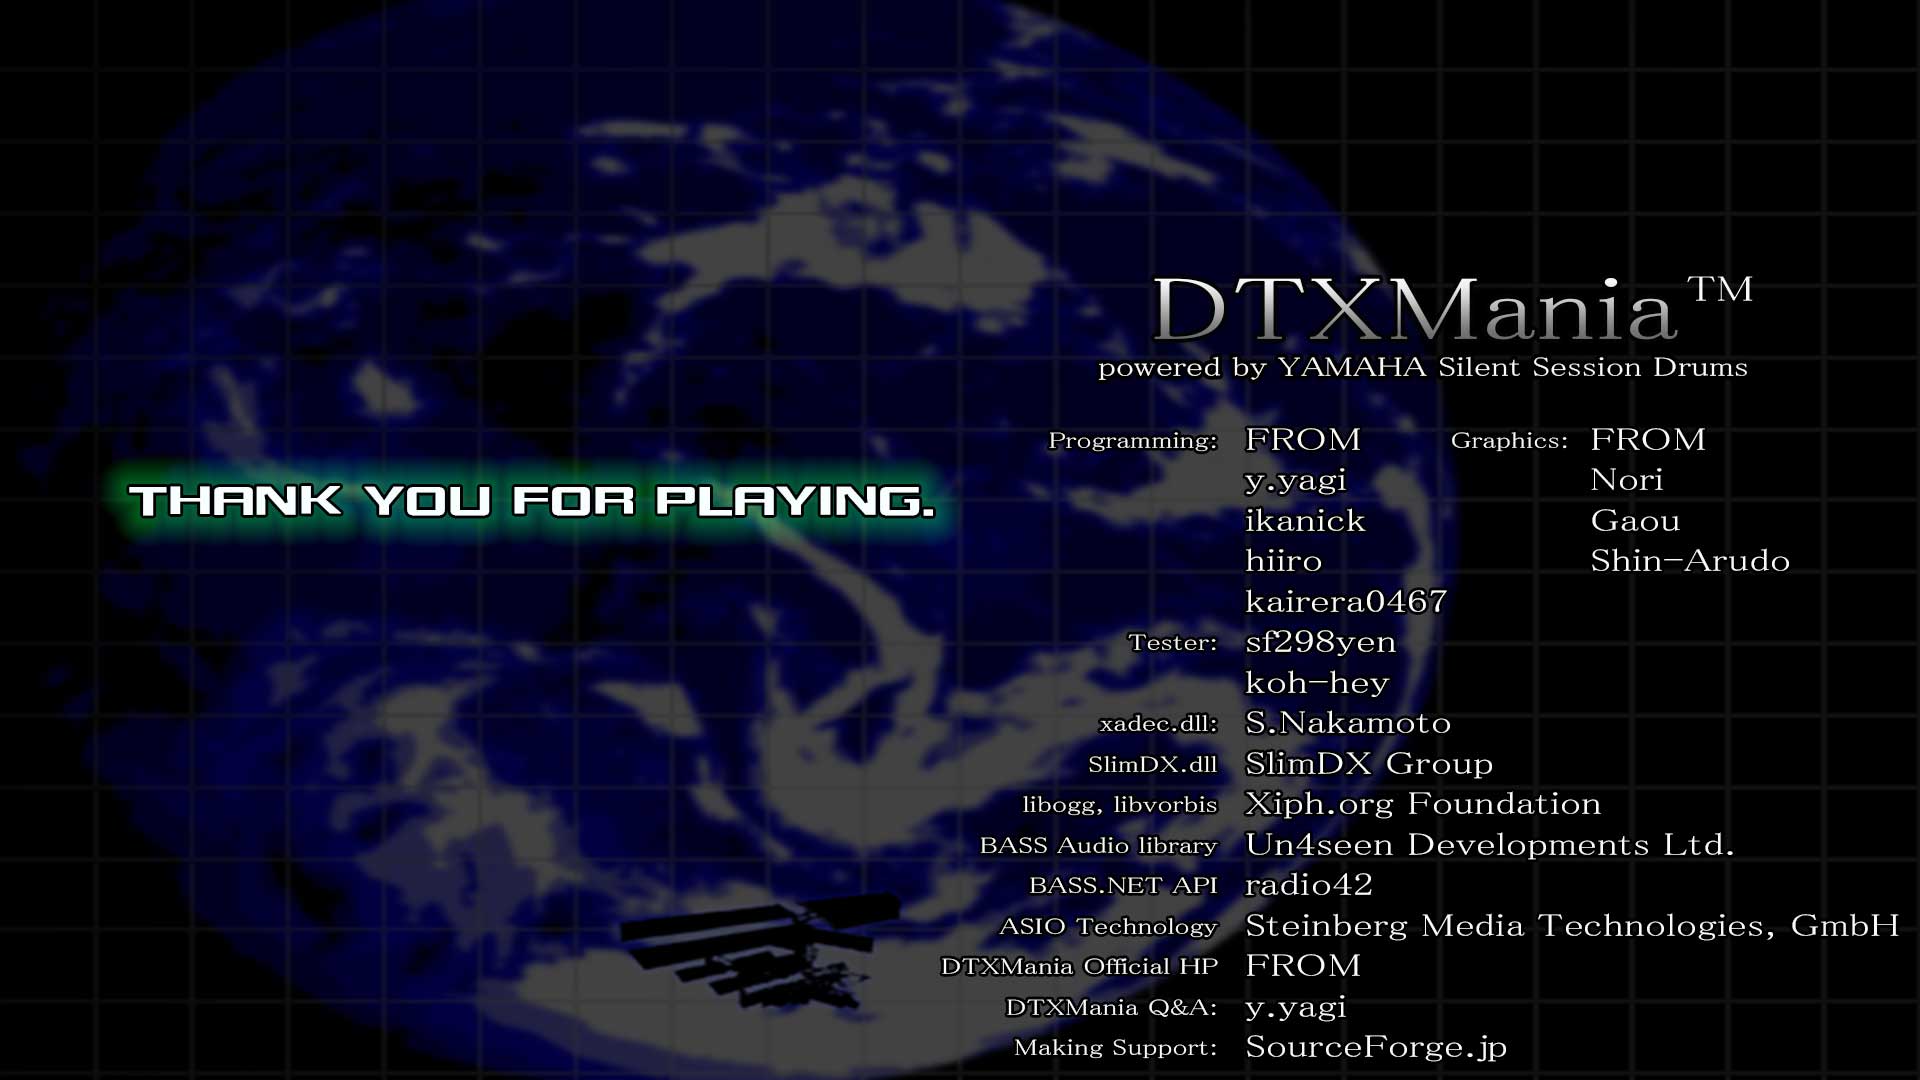 THANK YOU FOR PLAYING.
DTXMania™
powered by YAMAHA Silent Session Drums
Programming: FROM Graphics: FROM
y.yagi Nori
ikanick Gaou
hiiro Shin-Arudo
kairera0467
Tester: sf298yen
koh-hey
xadec.dll: S.Nakamoto
SlimDX.dll SlimDX Group
libogg, libvorbis Xiph.org Foundation
BASS Audio library Un4seen Developments Ltd.
BASS.NET API radio42
ASIO Technology Steinberg Media Technologies, GmbH
DTXMania Official HP FROM
DTXMania Q&A: y.yagi
Making Support: SourceForge.jp